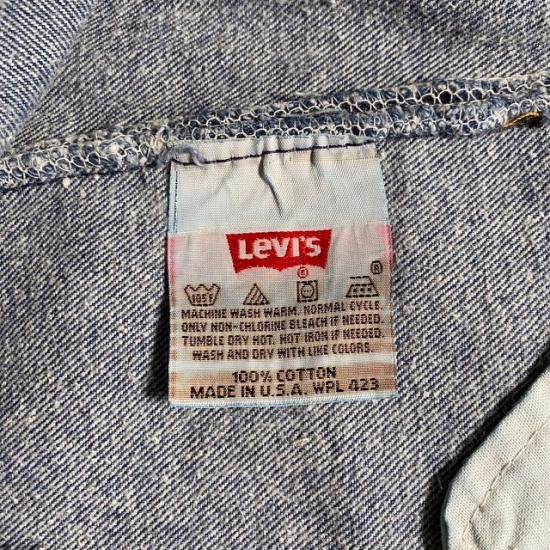 LEVI'S
®
105F
®
MACHINE WASH WARM. NORMAL CYCLE.
ONLY NON-CHLORINE BLEACH IF NEEDED.
TUMBLE DRY HOT. HOT IRON IF NEEDED.
WASH AND DRY WITH LIKE COLORS.
100% COTTON
MADE IN U.S.A. WPL 423